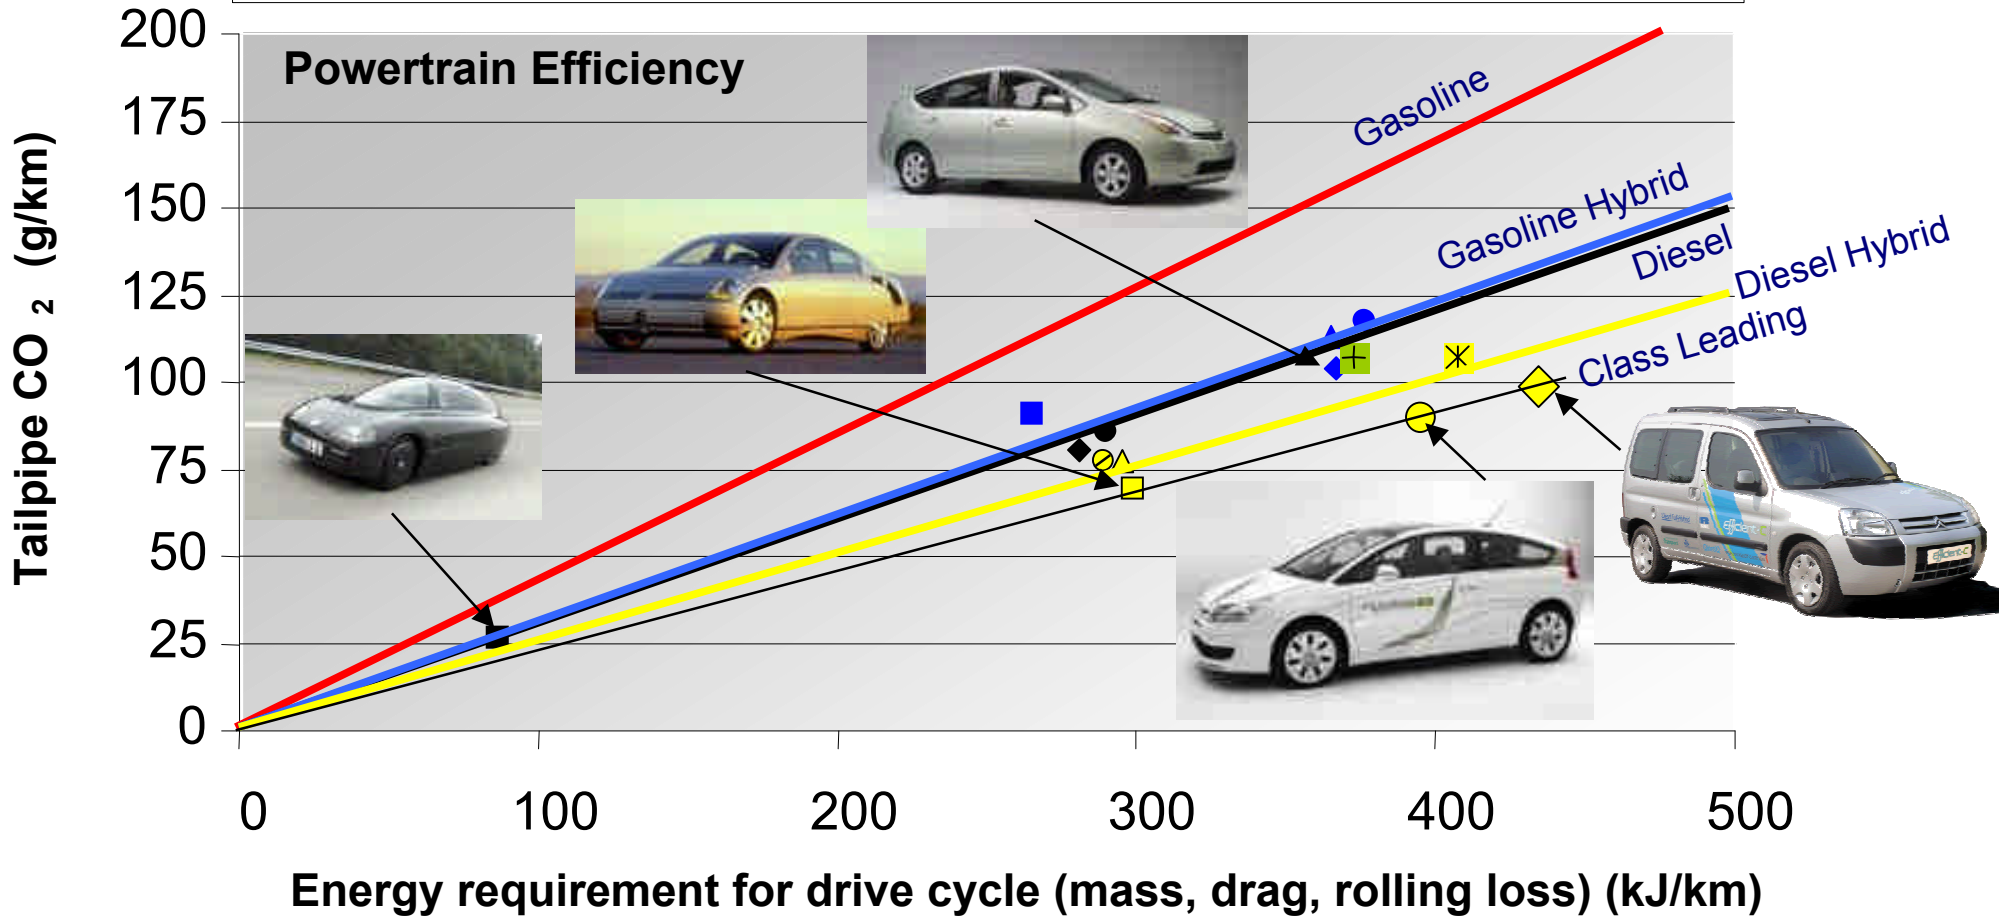 Powertrain Efficiency
200
175
150
125
100
75
50
25
0
Tailpipe CO 2 (g/km)
Gasoline
Gasoline Hybrid
Diesel
Diesel Hybrid
Class Leading
Efficient-C
Efficient-C
0 100 200 300 400 500
Energy requirement for drive cycle (mass, drag, rolling loss) (kJ/km)